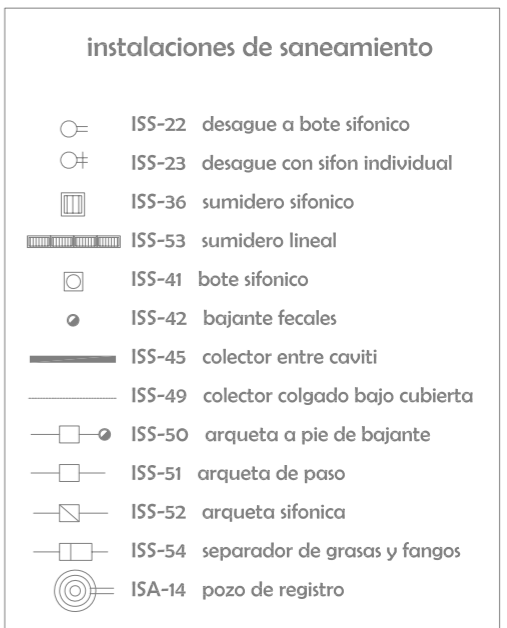 instalaciones de saneamiento
ISS-22 desague a bote sifonico
ISS-23 desague con sifon individual
ISS-36 sumidero sifonico
ISS-53 sumidero lineal
ISS-41 bote sifonico
ISS-42 bajante fecales
ISS-45 colector entre caviti
ISS-49 colector colgado bajo cubierta
ISS-50 arqueta a pie de bajante
ISS-51 arqueta de paso
ISS-52 arqueta sifonica
ISS-54 separador de grasas y fangos
ISA-14 pozo de registro